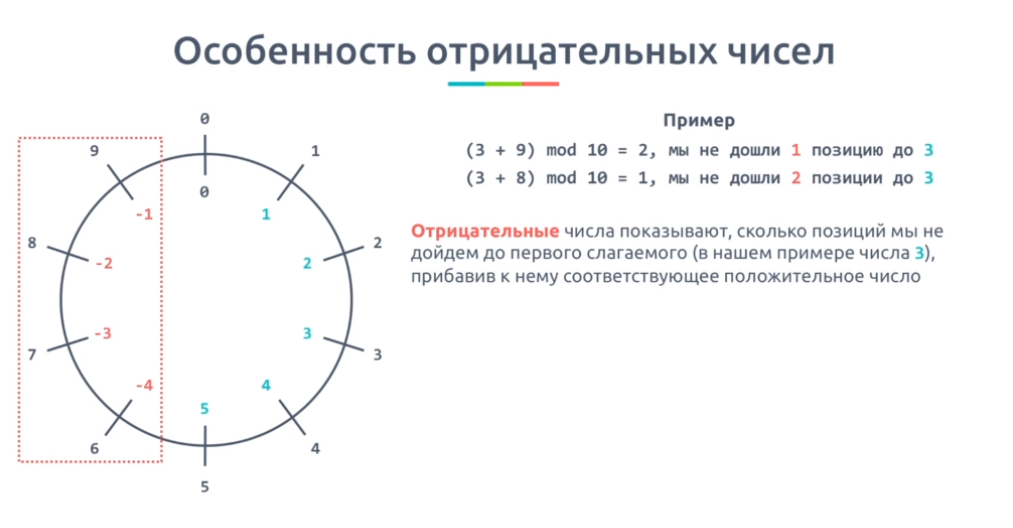 Особенность отрицательных чисел
Пример
(3 + 9) mod 10 = 2, мы не дошли 1 позицию до 3
(3 + 8) mod 10 = 1, мы не дошли 2 позиции до 3
Отрицательные числа показывают, сколько позиций мы не
дойдем до первого слагаемого (в нашем примере числа 3),
прибавив к нему соответствующее положительное число
0
9
1
0
-1
1
8
2
-2
2
-3
3
7
3
-4
4
5
6
4
5